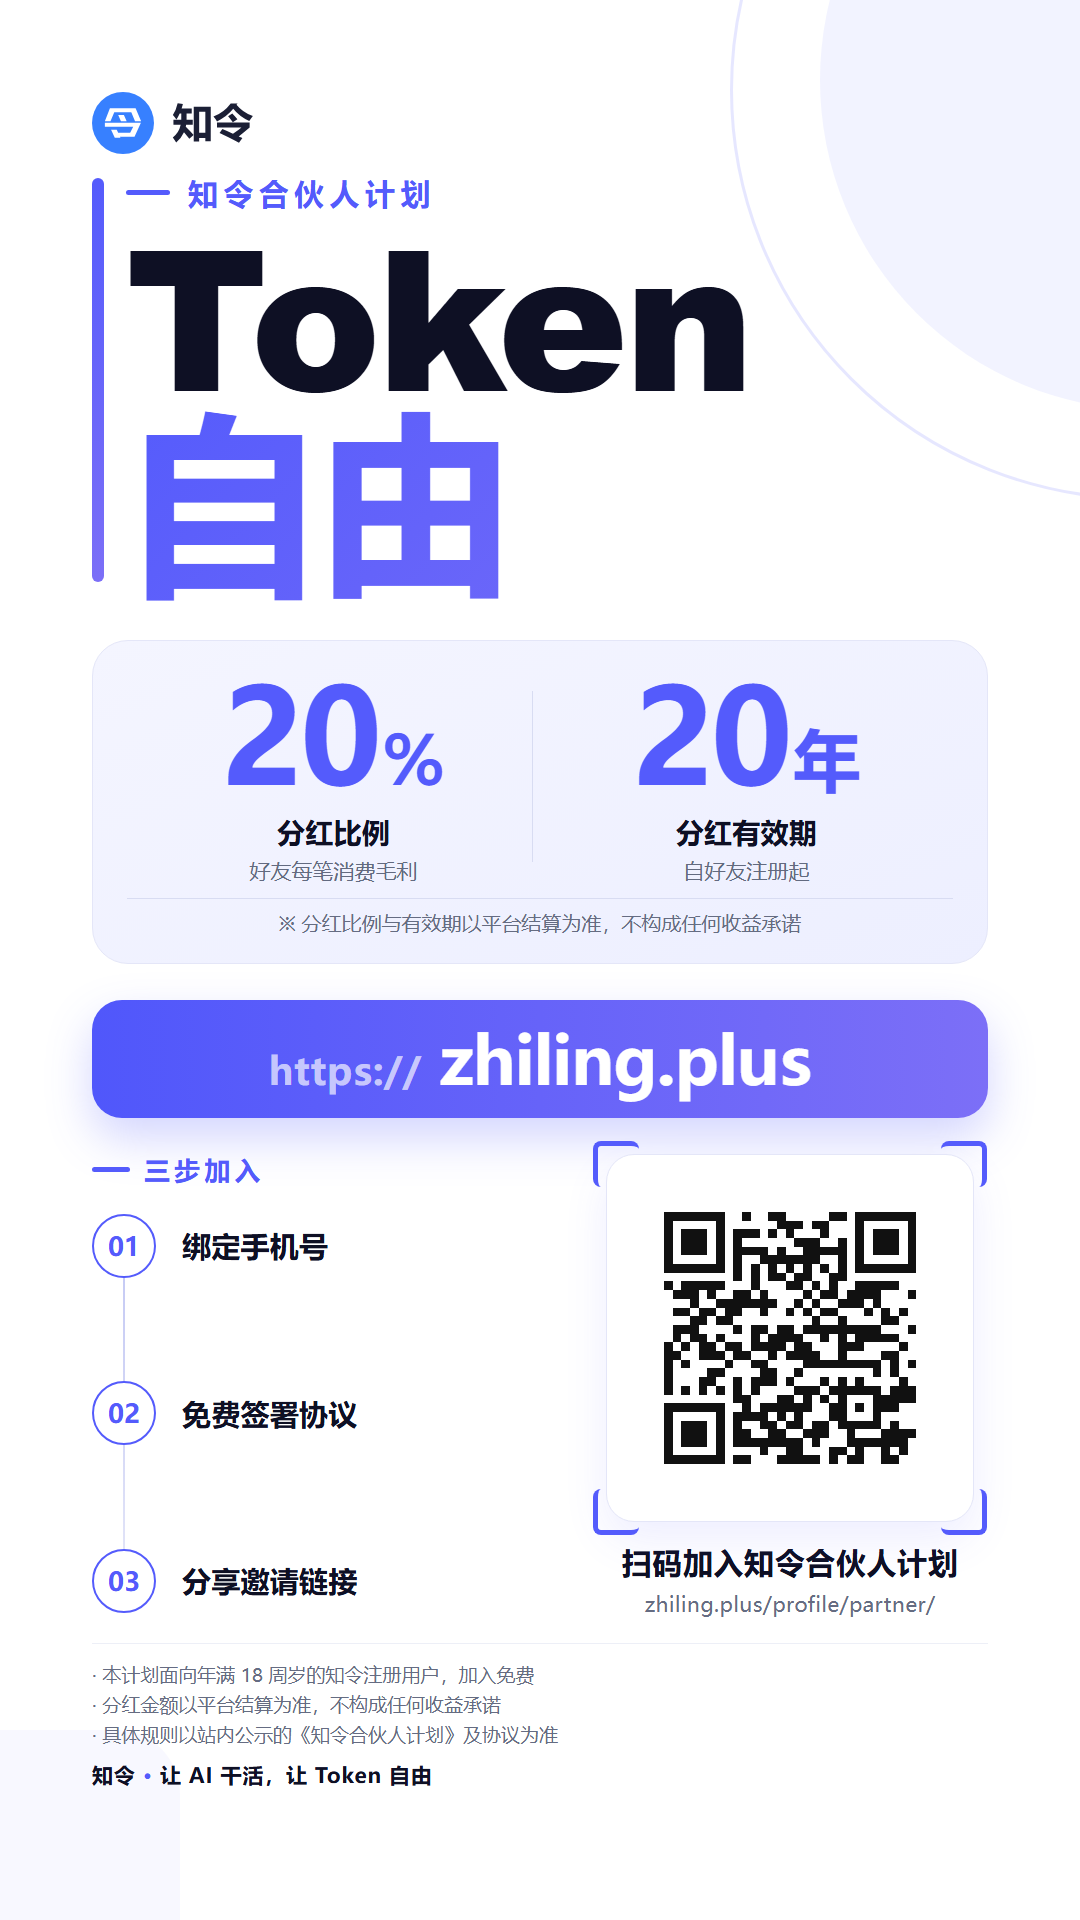 知令
知令合伙人计划
Token
自由
20%
分红比例
好友每笔消费毛利
20年
分红有效期
自好友注册起
※ 分红比例与有效期以平台结算为准，不构成任何收益承诺
https:// zhiling.plus
三步加入
01 绑定手机号
02 免费签署协议
03 分享邀请链接
扫码加入知令合伙人计划
zhiling.plus/profile/partner/
· 本计划面向年满 18 周岁的知令注册用户，加入免费
· 分红金额以平台结算为准，不构成任何收益承诺
· 具体规则以站内公示的《知令合伙人计划》及协议为准
知令 • 让 AI 干活，让 Token 自由